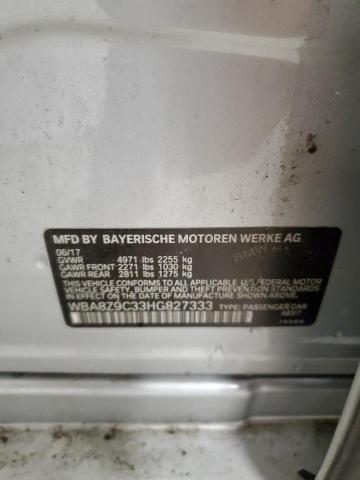 MFD BY BAYERISCHE MOTOREN WERKE AG
06/17
GVWR 4971 lbs 2255 kg
GAWR FRONT 2271 lbs 1030 kg
GAWR REAR 2811 lbs 1275 kg
THIS VEHICLE CONFORMS TO ALL APPLICABLE U.S. FEDERAL MOTOR
VEHICLE SAFETY, BUMPER AND THEFT PREVENTION STANDARDS
IN EFFECT ON THE DATE OF MANUFACTURE SHOWN ABOVE.
WBA8Z9C33HG827333 TYPE: PASSENGER CAR